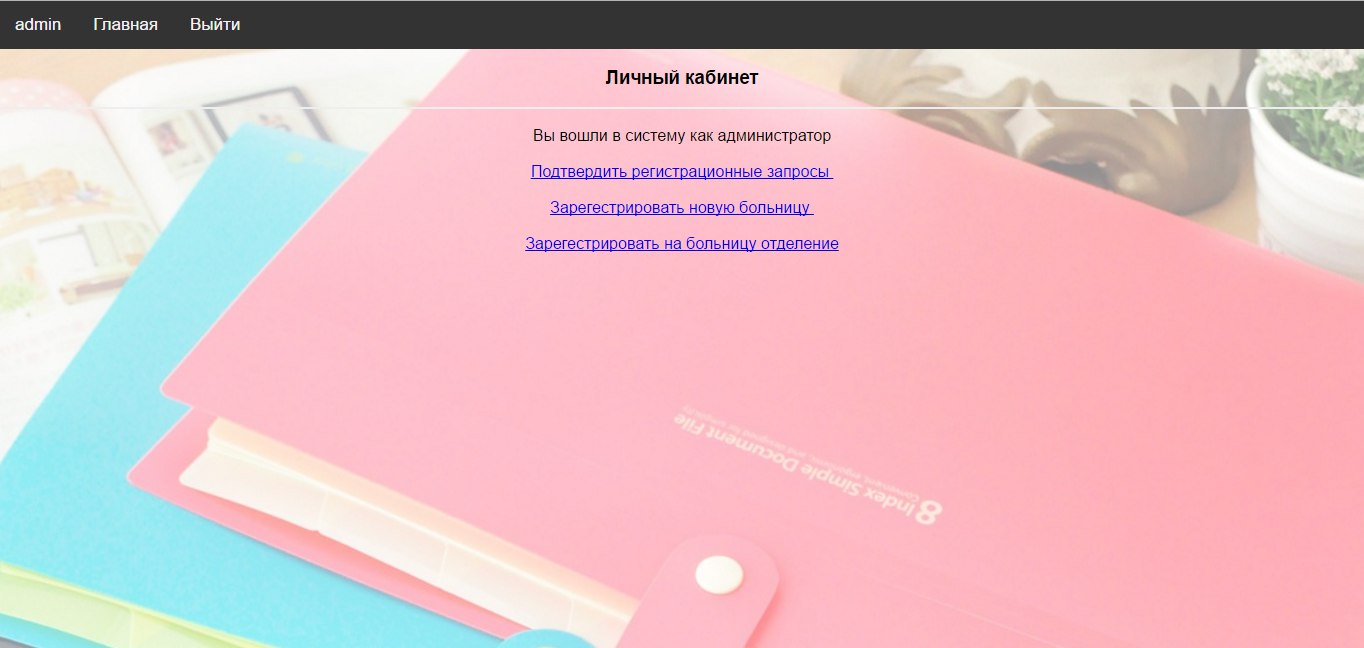 admin Главная Выйти
Личный кабинет
Вы вошли в систему как администратор
Подтвердить регистрационные запросы
Зарегестрировать новую больницу
Зарегестрировать на больницу отделение
8 Index Simple Document File